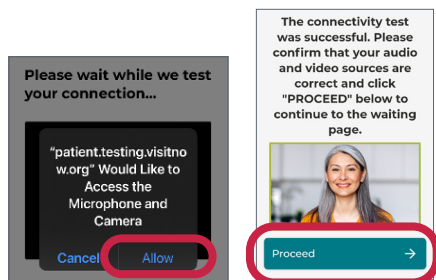 Please wait while we test
your connection...
"patient.testing.visitno
w.org" Would Like to
Access the
Microphone and
Camera
Cancel
Allow
The connectivity test
was successful. Please
confirm that your audio
and video sources are
correct and click
"PROCEED" below to
continue to the waiting
page.
Proceed